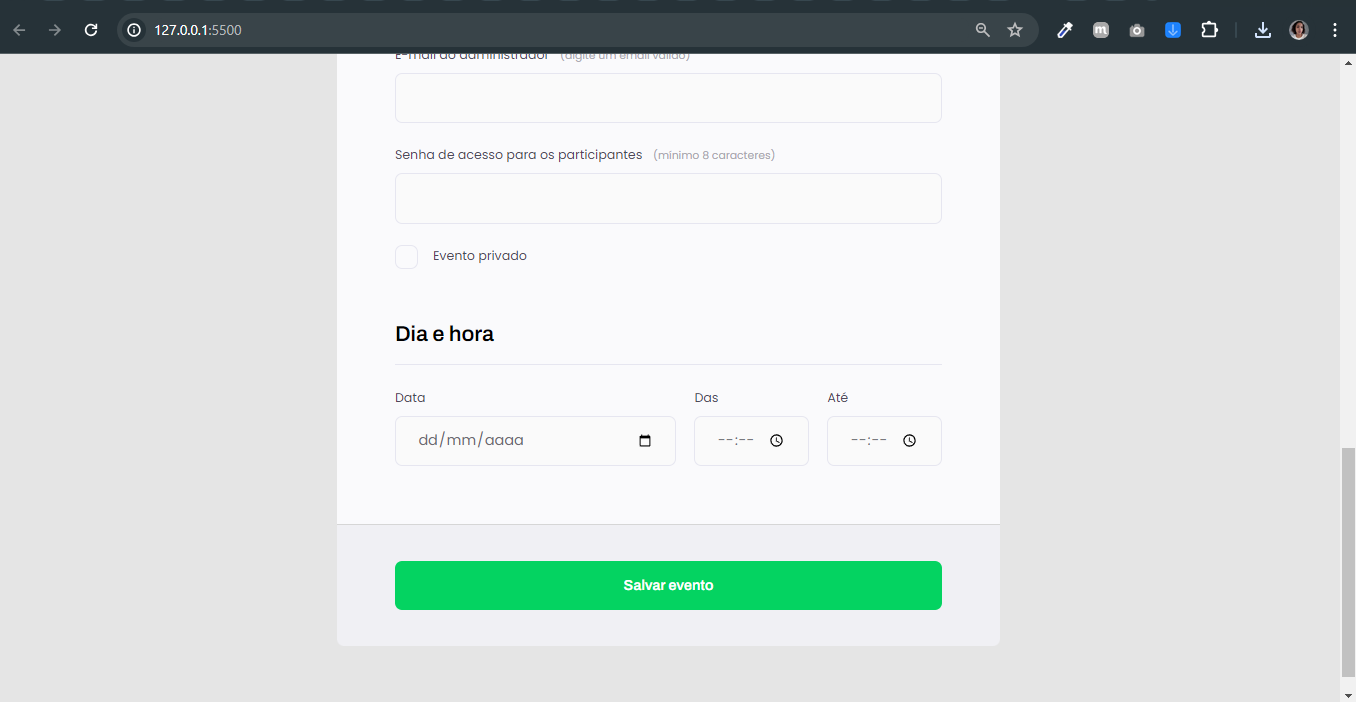 127.0.0.1:5500
E-mail do administrador (digite um email válido)
Senha de acesso para os participantes (mínimo 8 caracteres)
Evento privado
Dia e hora
Data Das Até
dd/mm/aaaa --:-- --:--
Salvar evento